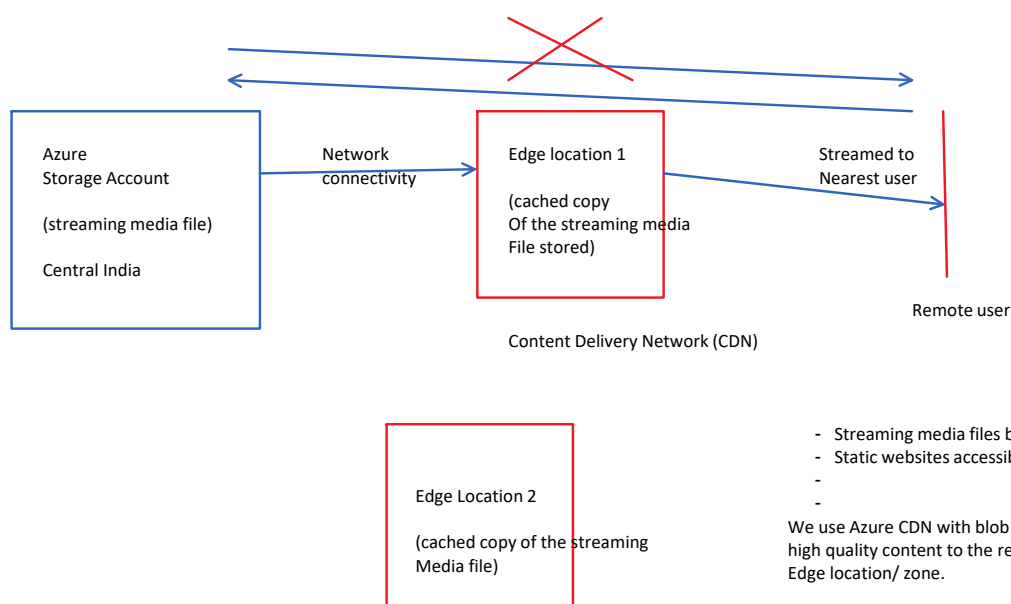 Azure
Storage Account
(streaming media file)
Central India
Network
connectivity
Edge location 1
(cached copy
Of the streaming media
File stored)
Streamed to
Nearest user
Remote user
Content Delivery Network (CDN)
Edge Location 2
(cached copy of the streaming
Media file)
- Streaming media files b
- Static websites accessib
-
-
We use Azure CDN with blob
high quality content to the re
Edge location/ zone.